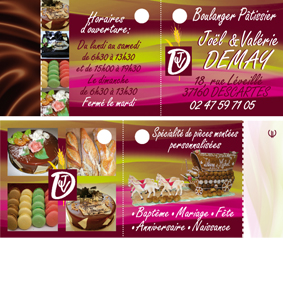 Horaires
d'ouverture:
Du lundi au samedi
de 6h30 à 13h30
et de 15h00 à 19h30
Le dimanche
de 6h30 à 13h30
Fermé le mardi
Boulanger Pâtissier
Joël & Valérie
DEMAY
18, rue Léveillé
37160 DESCARTES
02 47 59 71 05
Spécialité de pièces montées
personnalisées
• Baptême • Mariage • Fête
• Anniversaire • Naissance